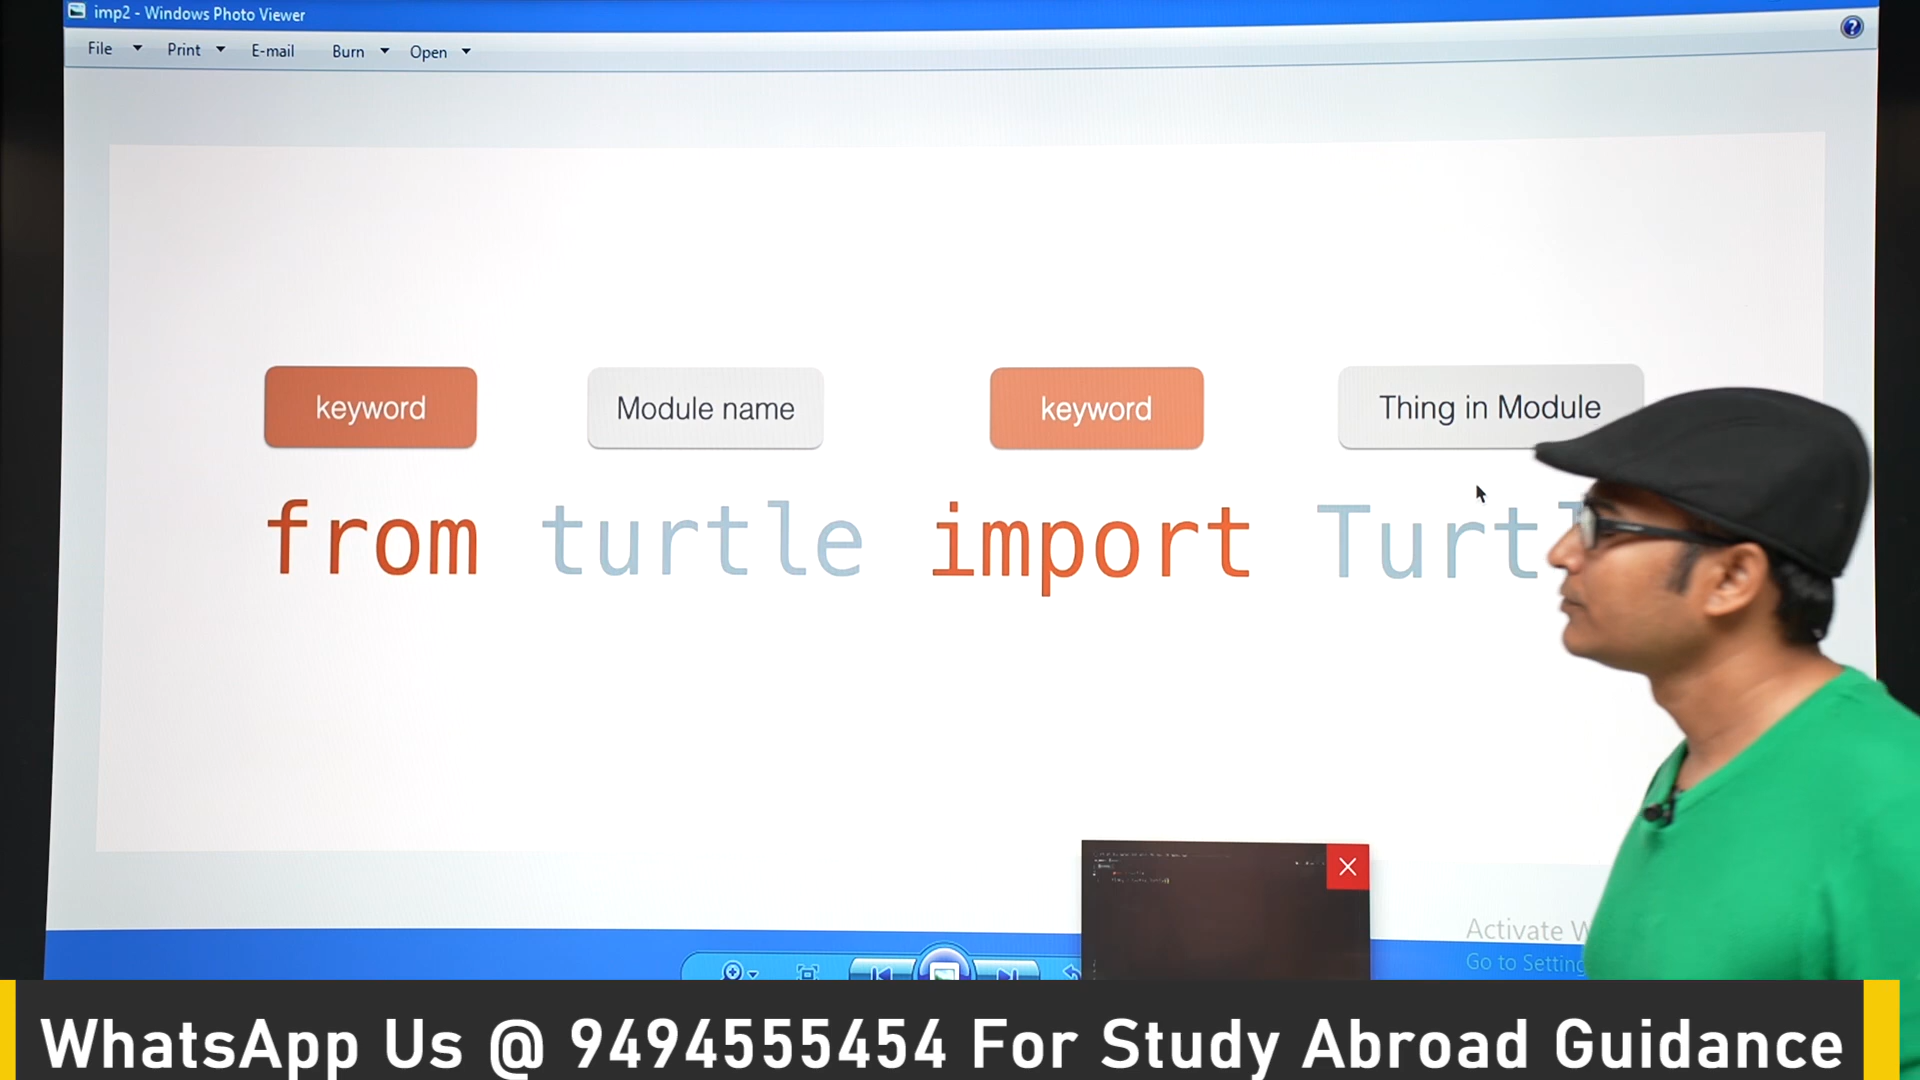 imp2 - Windows Photo Viewer
File Print E-mail Burn Open
keyword Module name keyword Thing in Module
from turtle import Turtl
Activate W
Go to Setting
WhatsApp Us @ 9494555454 For Study Abroad Guidance